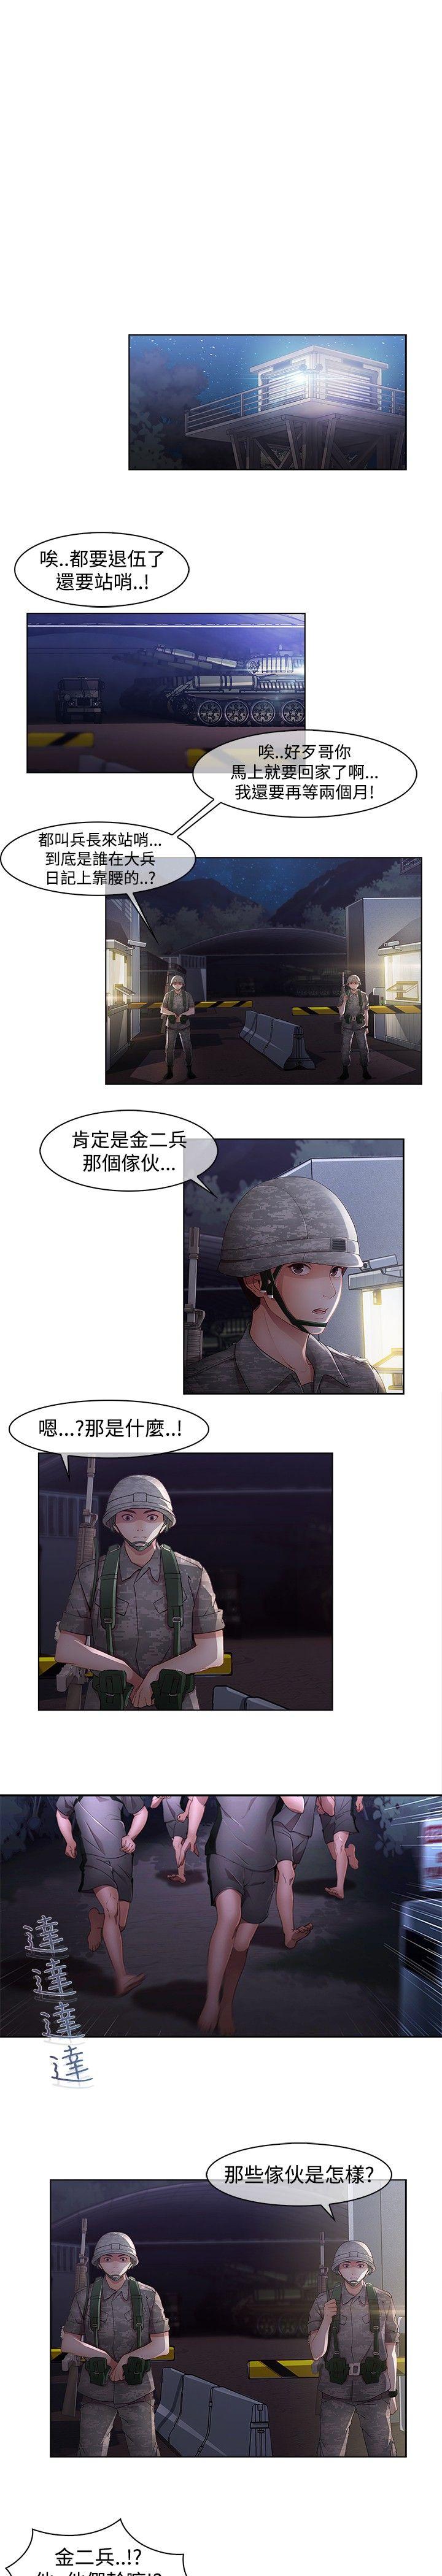 唉..都要退伍了
還要站哨..!
唉..好歹哥你
馬上就要回家了啊...
我還要再等兩個月!
都叫兵長來站哨...
到底是誰在大兵
日記上靠腰的..?
肯定是金二兵
那個傢伙...
嗯...?那是什麼..!
達
達
達
達
那些傢伙是怎樣?
金二兵..!?